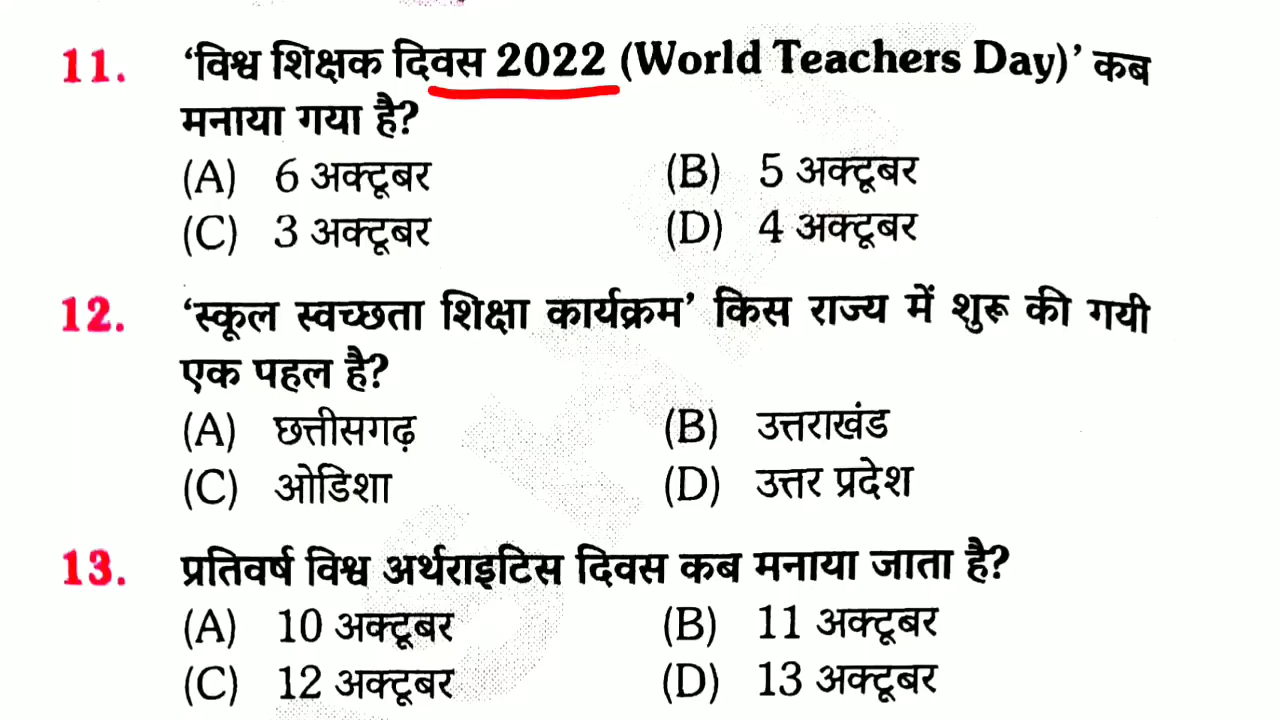 11. ‘विश्व शिक्षक दिवस 2022 (World Teachers Day)’ कब
मनाया गया है?
(A) 6 अक्टूबर (B) 5 अक्टूबर
(C) 3 अक्टूबर (D) 4 अक्टूबर
12. ‘स्कूल स्वच्छता शिक्षा कार्यक्रम’ किस राज्य में शुरू की गयी
एक पहल है?
(A) छत्तीसगढ़ (B) उत्तराखंड
(C) ओडिशा (D) उत्तर प्रदेश
13. प्रतिवर्ष विश्व अर्थराइटिस दिवस कब मनाया जाता है?
(A) 10 अक्टूबर (B) 11 अक्टूबर
(C) 12 अक्टूबर (D) 13 अक्टूबर